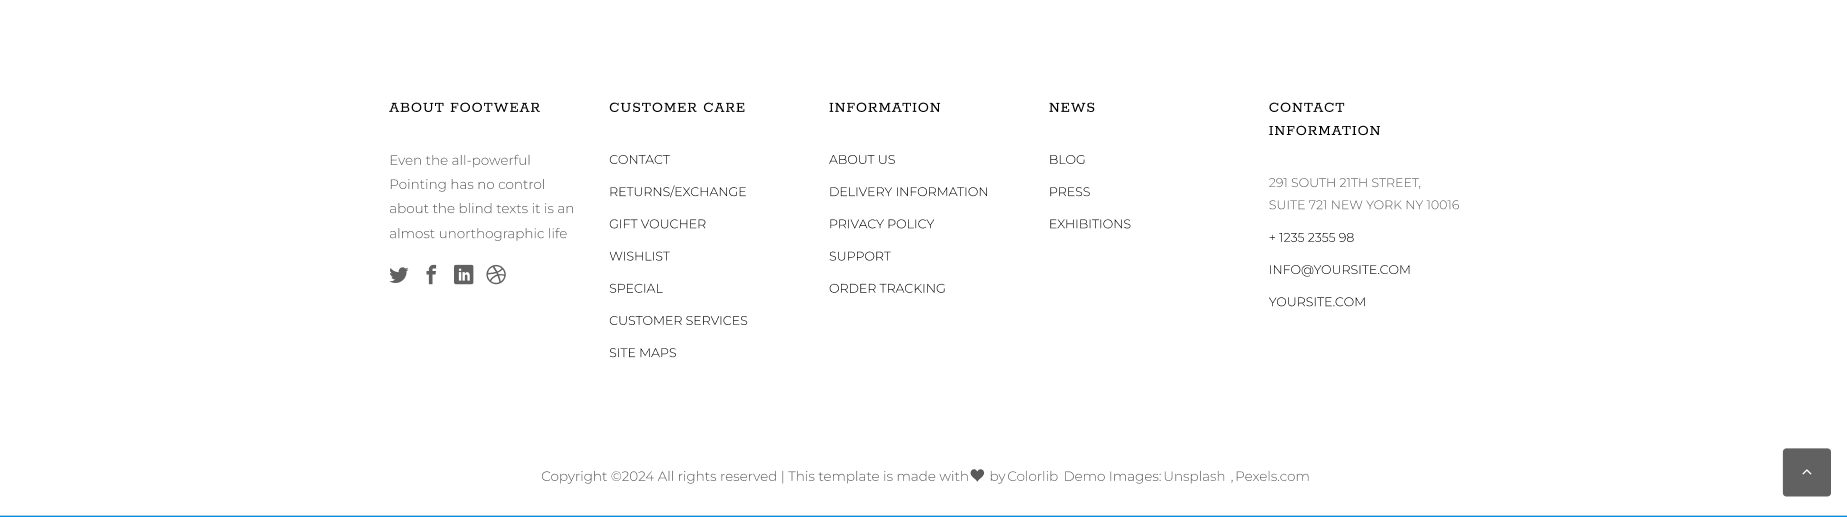 ABOUT FOOTWEAR
Even the all-powerful
Pointing has no control
about the blind texts it is an
almost unorthographic life
CUSTOMER CARE
CONTACT
RETURNS/EXCHANGE
GIFT VOUCHER
WISHLIST
SPECIAL
CUSTOMER SERVICES
SITE MAPS
INFORMATION
ABOUT US
DELIVERY INFORMATION
PRIVACY POLICY
SUPPORT
ORDER TRACKING
NEWS
BLOG
PRESS
EXHIBITIONS
CONTACT
INFORMATION
291 SOUTH 21TH STREET,
SUITE 721 NEW YORK NY 10016
+ 1235 2355 98
INFO@YOURSITE.COM
YOURSITE.COM
Copyright ©2024 All rights reserved | This template is made with by Colorlib Demo Images: Unsplash , Pexels.com